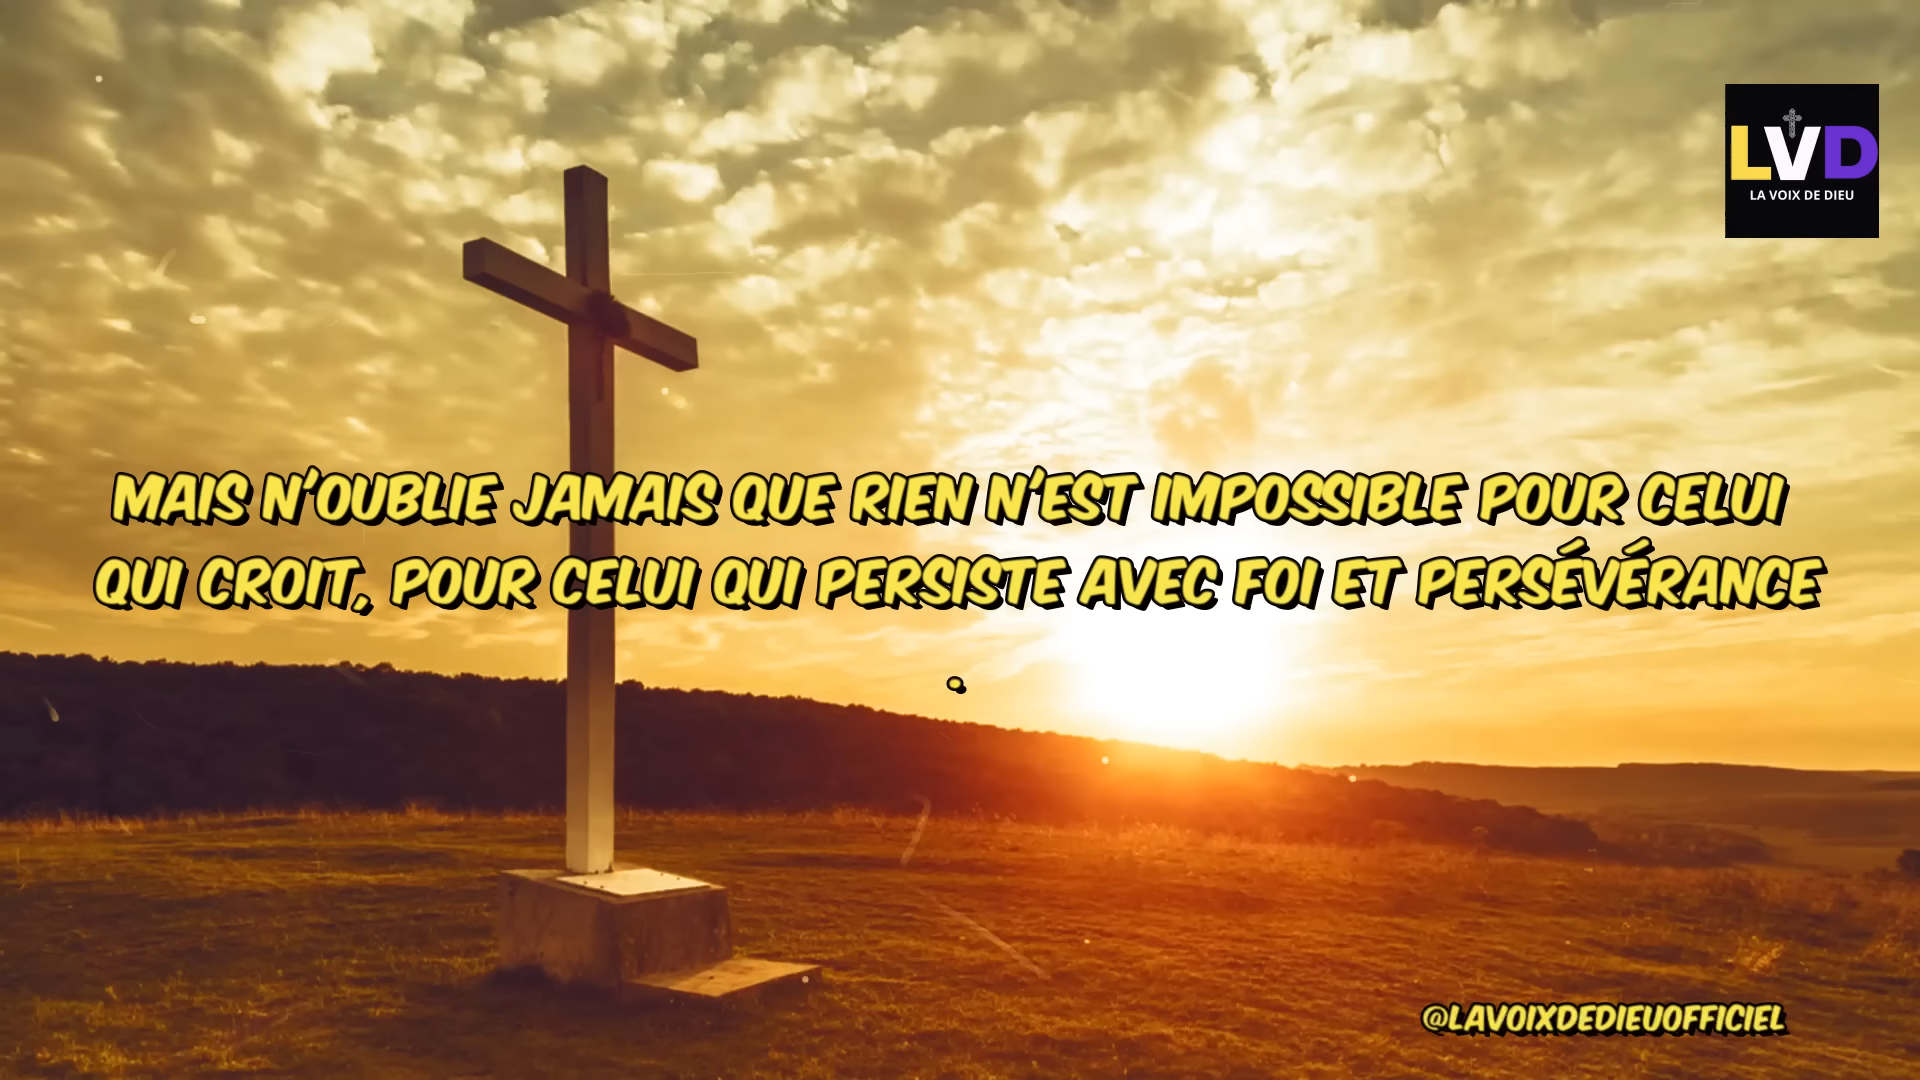 LVD
LA VOIX DE DIEU
MAIS N'OUBLIE JAMAIS QUE RIEN N'EST IMPOSSIBLE POUR CELUI
QUI CROIT, POUR CELUI QUI PERSISTE AVEC FOI ET PERSÉVÉRANCE
.
@LAVOIXDEDIEUOFFICIEL